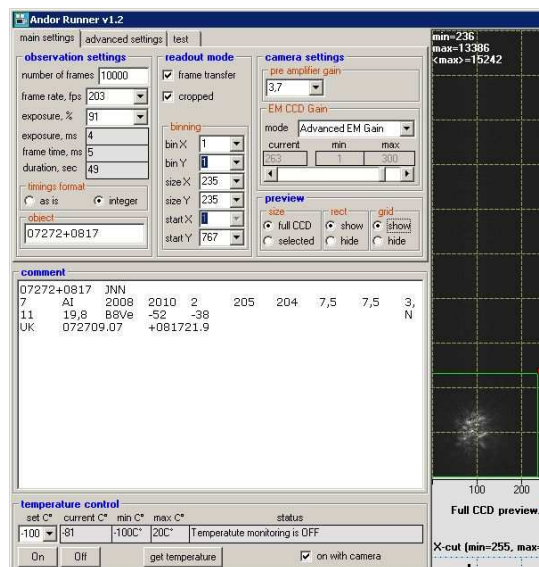 Andor Runner v1.2
main settings advanced settings test
observation settings
number of frames 10000
frame rate, fps 203
exposure, % 91
exposure, ms 4
frame time, ms 5
duration, sec 49
timings format
as is integer
object
07272+0817
readout mode
frame transfer
cropped
binning
bin X 1
bin Y 1
size X 235
size Y 235
start X 1
start Y 767
camera settings
pre amplifier gain
3,7
EM CCD Gain
mode Advanced EM Gain
current min max
263 1 300
preview
size rect grid
full CCD show show
selected hide hide
comment
07272+0817 JNN
7 AI 2008 2010 2 205 204 7,5 7,5 3,
11 19,8 B8Ve -52 -38 N
UK 072709.07 +081721.9
temperature control
set C° current C° min C° max C° status
-100 -81 -100C° 20C° Temperatute monitoring is OFF
On Off get temperature on with camera
min=236
max=13386
<max>=15242
100 200
Full CCD preview.
X-cut (min=255, max=